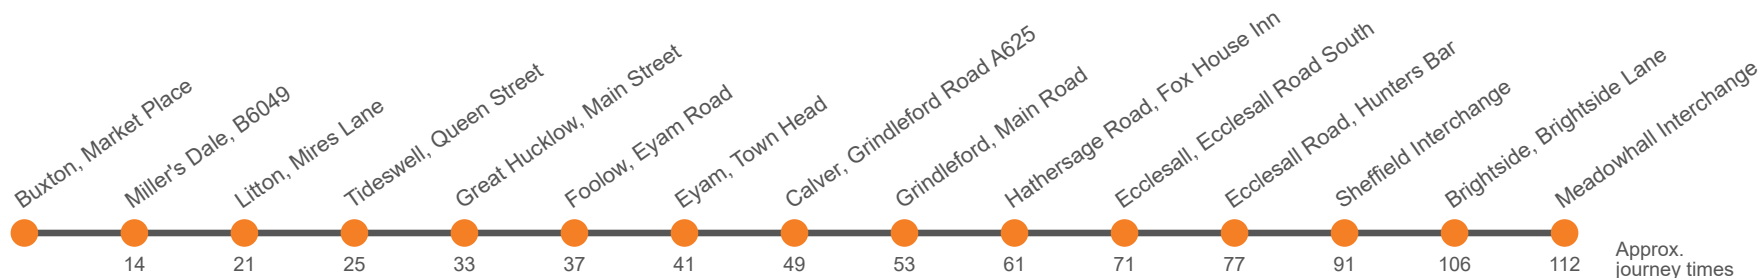 Buxton, Market Place
Miller's Dale, B6049
Litton, Mires Lane
Tideswell, Queen Street
Great Hucklow, Main Street
Foolow, Eyam Road
Eyam, Town Head
Calver, Grindleford Road A625
Grindleford, Main Road
Hathersage Road, Fox House Inn
Ecclesall, Ecclesall Road South
Ecclesall Road, Hunters Bar
Sheffield Interchange
Brightside, Brightside Lane
Meadowhall Interchange
14 21 25 33 37 41 49 53 61 71 77 91 106 112
Approx.
journey times